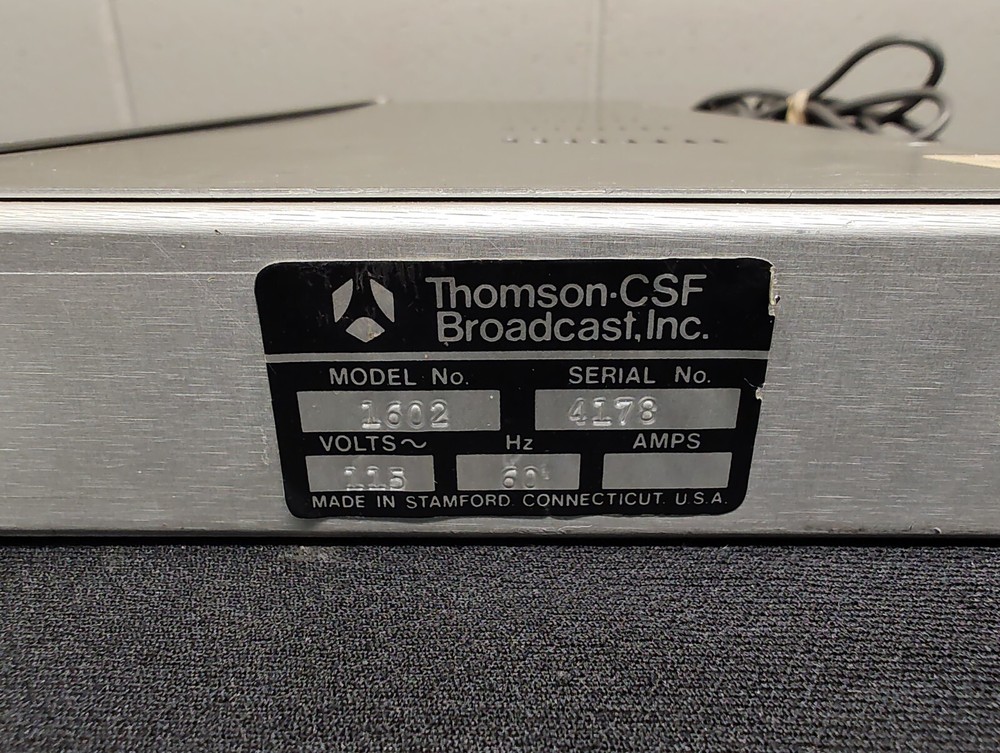 Thomson·CSF
Broadcast, Inc.
MODEL No. SERIAL No.
1602 4178
VOLTS~ Hz AMPS
115 60
MADE IN STAMFORD. CONNECTICUT. U.S.A.